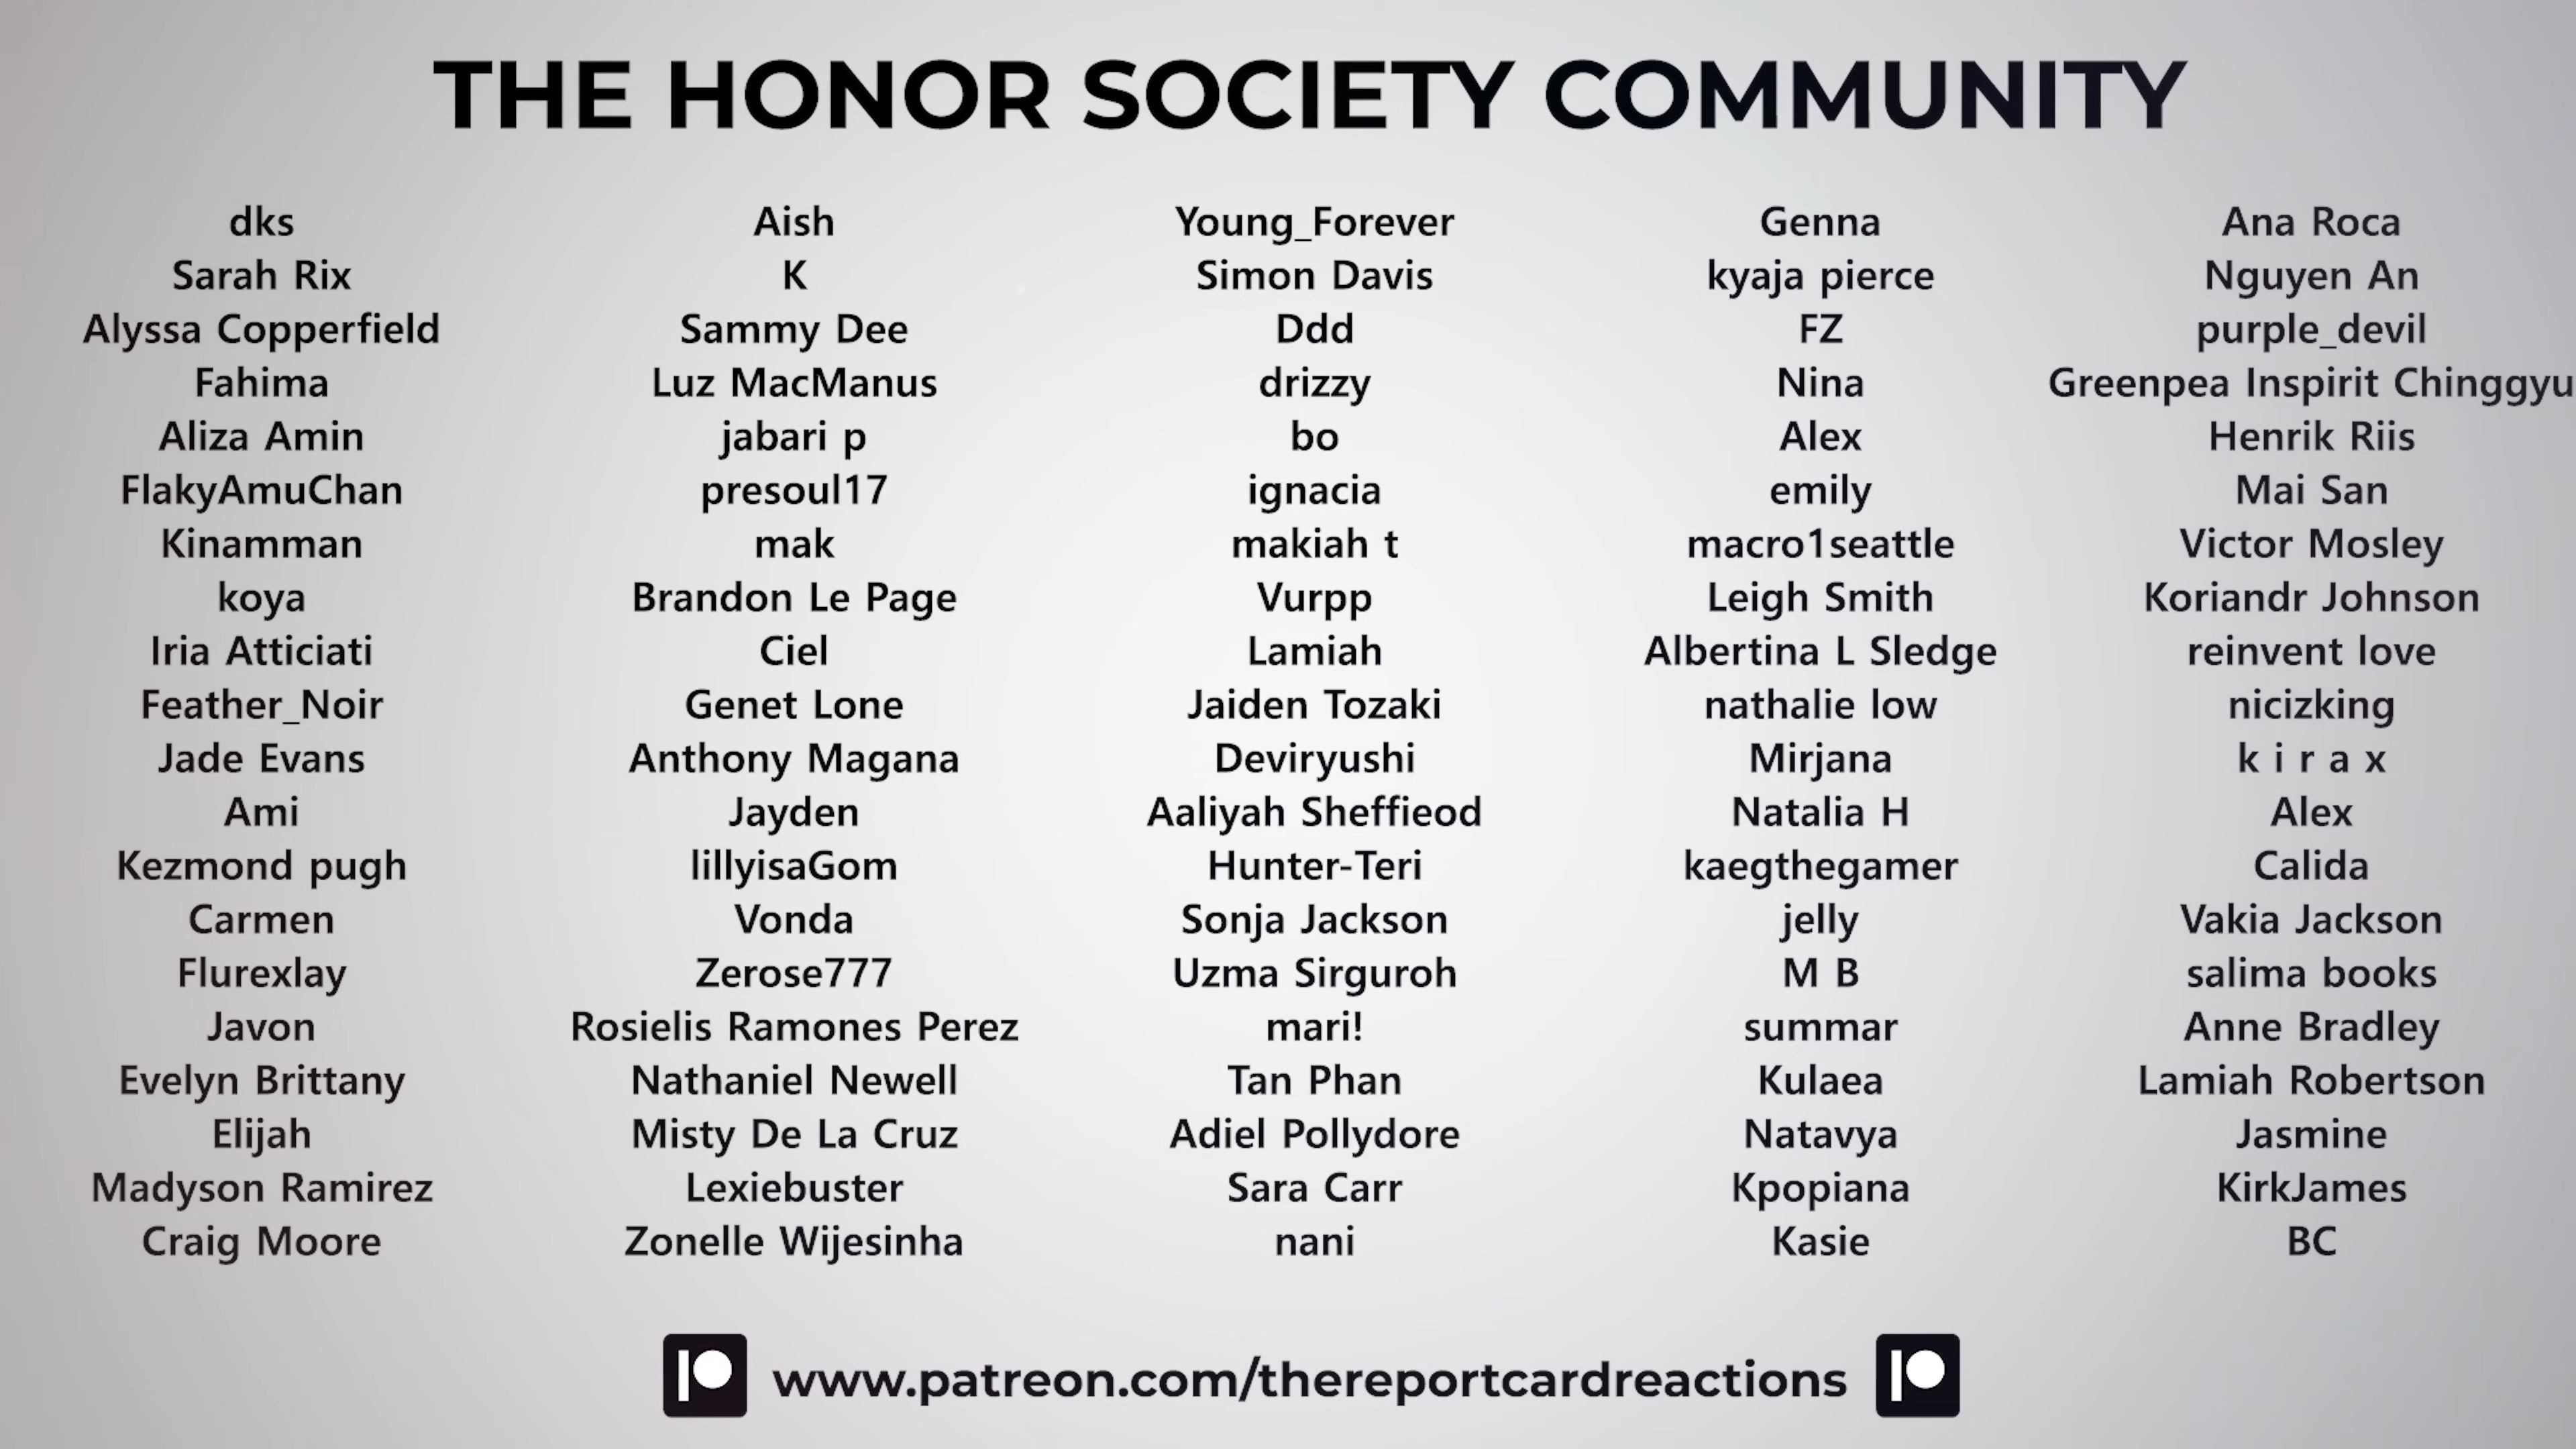 THE HONOR SOCIETY COMMUNITY
dks
Sarah Rix
Alyssa Copperfield
Fahima
Aliza Amin
FlakyAmuChan
Kinamman
koya
Iria Atticiati
Feather_Noir
Jade Evans
Ami
Kezmond pugh
Carmen
Flurexlay
Javon
Evelyn Brittany
Elijah
Madyson Ramirez
Craig Moore
Aish
K
Sammy Dee
Luz MacManus
jabari p
presoul17
mak
Brandon Le Page
Ciel
Genet Lone
Anthony Magana
Jayden
lillyisaGom
Vonda
Zerose777
Rosielis Ramones Perez
Nathaniel Newell
Misty De La Cruz
Lexiebuster
Zonelle Wijesinha
Young_Forever
Simon Davis
Ddd
drizzy
bo
ignacia
makiah t
Vurpp
Lamiah
Jaiden Tozaki
Deviryushi
Aaliyah Sheffieod
Hunter-Teri
Sonja Jackson
Uzma Sirguroh
mari!
Tan Phan
Adiel Pollydore
Sara Carr
nani
Genna
kyaja pierce
FZ
Nina
Alex
emily
macro1seattle
Leigh Smith
Albertina L Sledge
nathalie low
Mirjana
Natalia H
kaegthegamer
jelly
M B
summar
Kulaea
Natavya
Kpopiana
Kasie
Ana Roca
Nguyen An
purple_devil
Greenpea Inspirit Chinggyu
Henrik Riis
Mai San
Victor Mosley
Koriandr Johnson
reinvent love
nicizking
k i r a x
Alex
Calida
Vakia Jackson
salima books
Anne Bradley
Lamiah Robertson
Jasmine
KirkJames
BC
www.patreon.com/thereportcardreactions